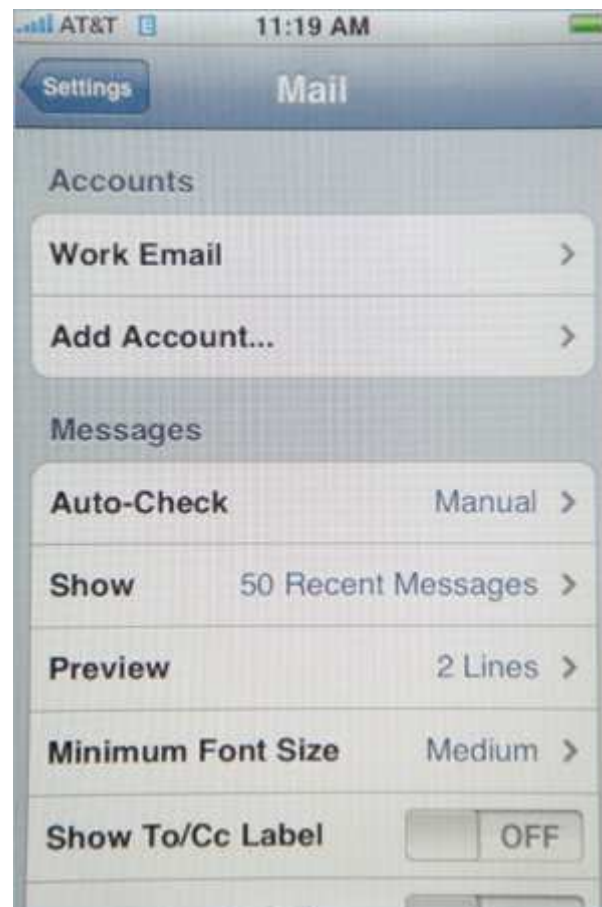 AT&T E 11:19 AM
Settings Mail
Accounts
Work Email
Add Account...
Messages
Auto-Check Manual
Show 50 Recent Messages
Preview 2 Lines
Minimum Font Size Medium
Show To/Cc Label OFF